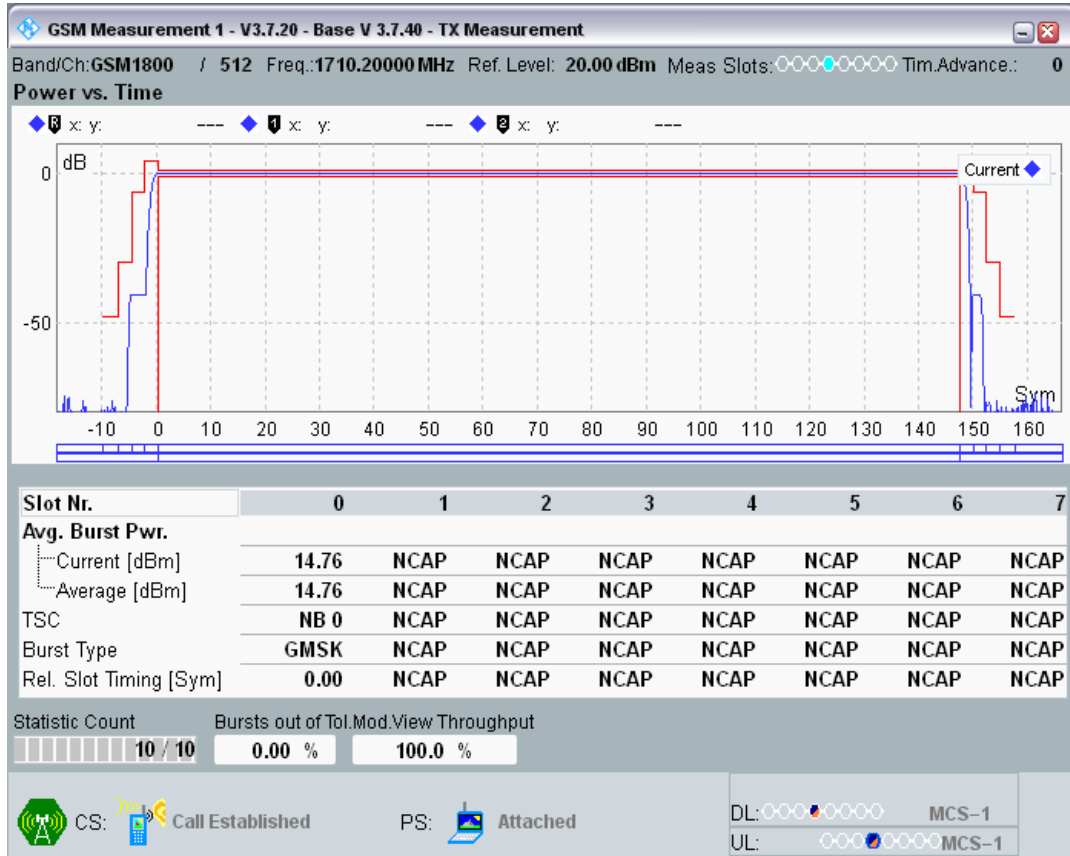 GSM Measurement 1 - V3.7.20 - Base V 3.7.40 - TX Measurement
Band/Ch:GSM1800 / 512 Freq.:1710.20000 MHz Ref. Level: 20.00 dBm Meas Slots: Tim.Advance.: 0
Power vs. Time
R x: y: --- 1 x: y: --- 2 x: y: ---
dB
Current
0
-50
Sym
-10 0 10 20 30 40 50 60 70 80 90 100 110 120 130 140 150 160
Slot Nr. 0 1 2 3 4 5 6 7
Avg. Burst Pwr.
Current [dBm] 14.76 NCAP NCAP NCAP NCAP NCAP NCAP NCAP
Average [dBm] 14.76 NCAP NCAP NCAP NCAP NCAP NCAP NCAP
TSC NB 0 NCAP NCAP NCAP NCAP NCAP NCAP NCAP
Burst Type GMSK NCAP NCAP NCAP NCAP NCAP NCAP NCAP
Rel. Slot Timing [Sym] 0.00 NCAP NCAP NCAP NCAP NCAP NCAP NCAP
Statistic Count Bursts out of Tol.Mod.View Throughput
10 / 10 0.00 % 100.0 %
CS: Call Established PS: Attached
DL: MCS-1
UL: MCS-1